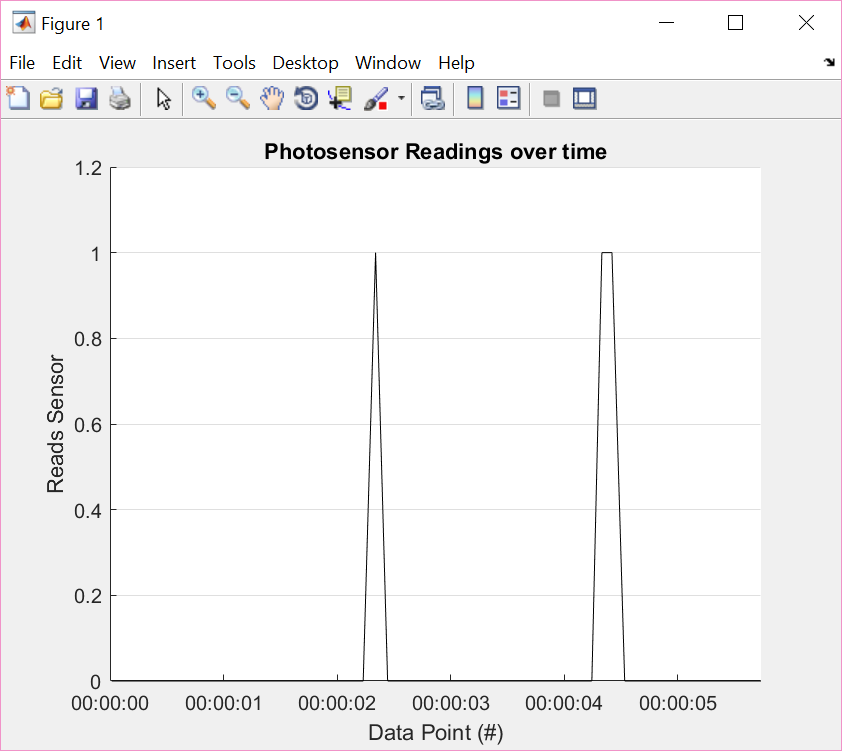 Figure 1
File Edit View Insert Tools Desktop Window Help
Photosensor Readings over time
1.2
1
0.8
0.6
0.4
0.2
0
Reads Sensor
00:00:00 00:00:01 00:00:02 00:00:03 00:00:04 00:00:05
Data Point (#)